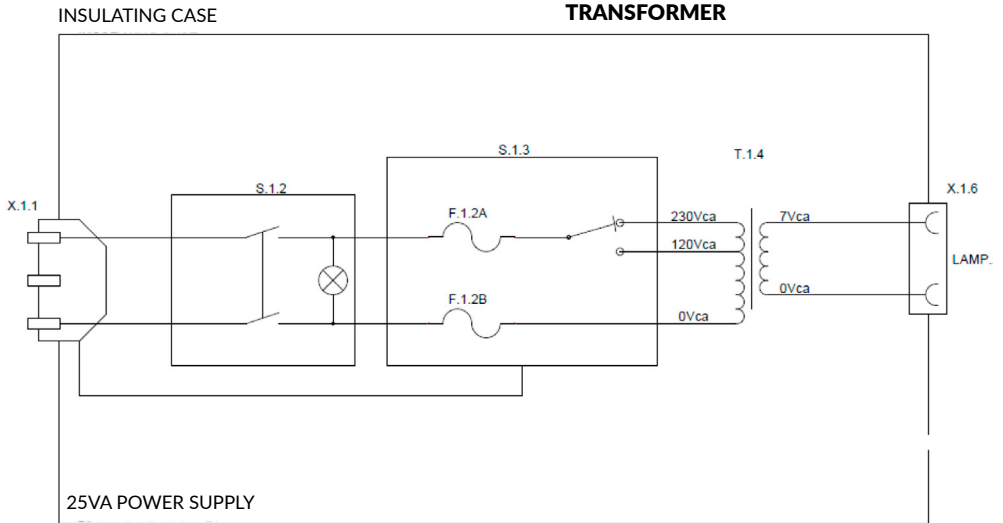 INSULATING CASE
TRANSFORMER
S.1.3
T.1.4
S.1.2
X.1.6
X.1.1
F.1.2A
230Vca
7Vca
120Vca
LAMP.
0Vca
F.1.2B
0Vca
25VA POWER SUPPLY